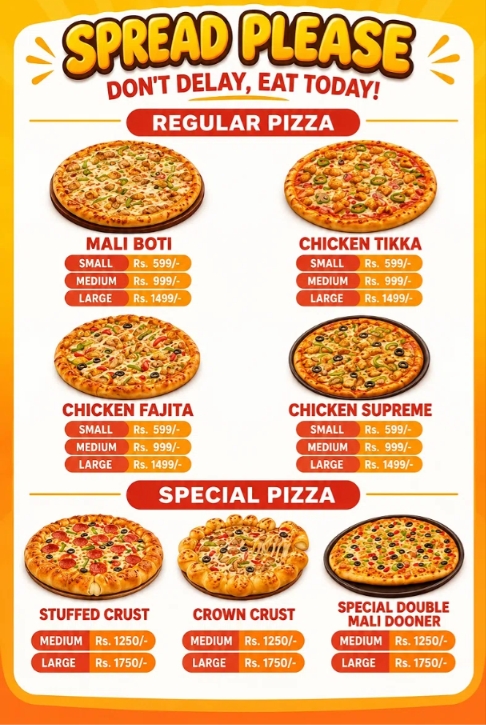 SPREAD PLEASE
DON'T DELAY, EAT TODAY!
REGULAR PIZZA
MALI BOTI
SMALL Rs. 599/-
MEDIUM Rs. 999/-
LARGE Rs. 1499/-
CHICKEN TIKKA
SMALL Rs. 599/-
MEDIUM Rs. 999/-
LARGE Rs. 1499/-
CHICKEN FAJITA
SMALL Rs. 599/-
MEDIUM Rs. 999/-
LARGE Rs. 1499/-
CHICKEN SUPREME
SMALL Rs. 599/-
MEDIUM Rs. 999/-
LARGE Rs. 1499/-
SPECIAL PIZZA
STUFFED CRUST
MEDIUM Rs. 1250/-
LARGE Rs. 1750/-
CROWN CRUST
MEDIUM Rs. 1250/-
LARGE Rs. 1750/-
SPECIAL DOUBLE
MALI DOONER
MEDIUM Rs. 1250/-
LARGE Rs. 1750/-